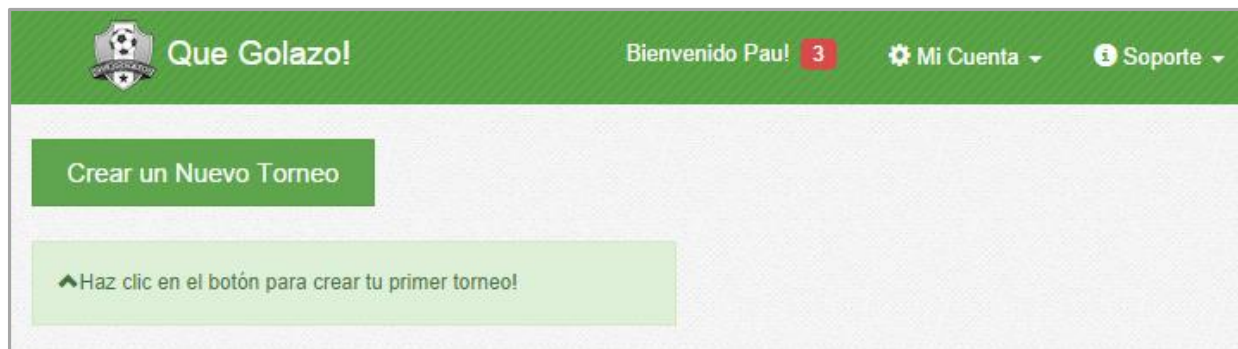 Que Golazo!
Bienvenido Pau! 3
Mi Cuenta
Soporte
Crear un Nuevo Torneo
Haz clic en el botón para crear tu primer torneo!